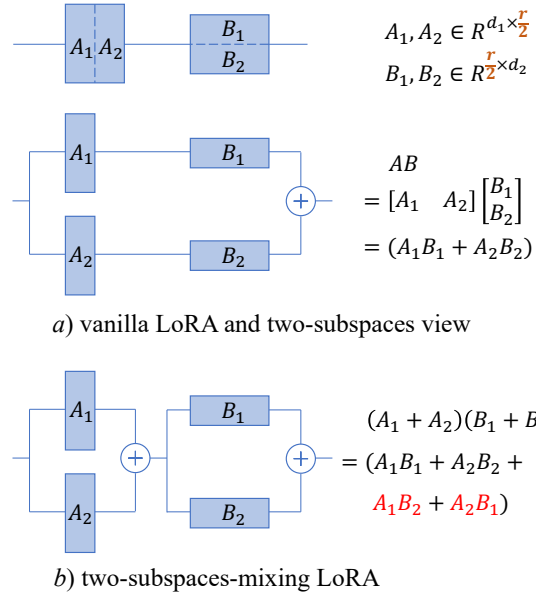 A₁ A₂ B₁ A₁, A₂ ∈ R^{d₁×r/2}
B₂ B₁, B₂ ∈ R^{r/2×d₂}
AB
A₁ B₁ = [A₁ A₂] [B₁ B₂]
+
A₂ B₂ = (A₁B₁ + A₂B₂)
a) vanilla LoRA and two-subspaces view
A₁ B₁ (A₁ + A₂)(B₁ + B
+ + = (A₁B₁ + A₂B₂ +
A₂ B₂ A₁B₂ + A₂B₁)
b) two-subspaces-mixing LoRA